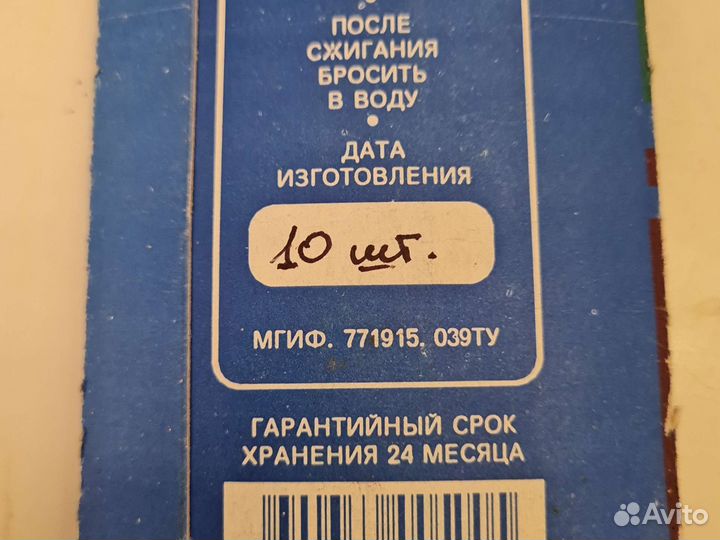 ПОСЛЕ
СЖИГАНИЯ
БРОСИТЬ
В ВОДУ
•
ДАТА
ИЗГОТОВЛЕНИЯ
10 шт.
МГИФ. 771915. 039ТУ
ГАРАНТИЙНЫЙ СРОК
ХРАНЕНИЯ 24 МЕСЯЦА
Avito